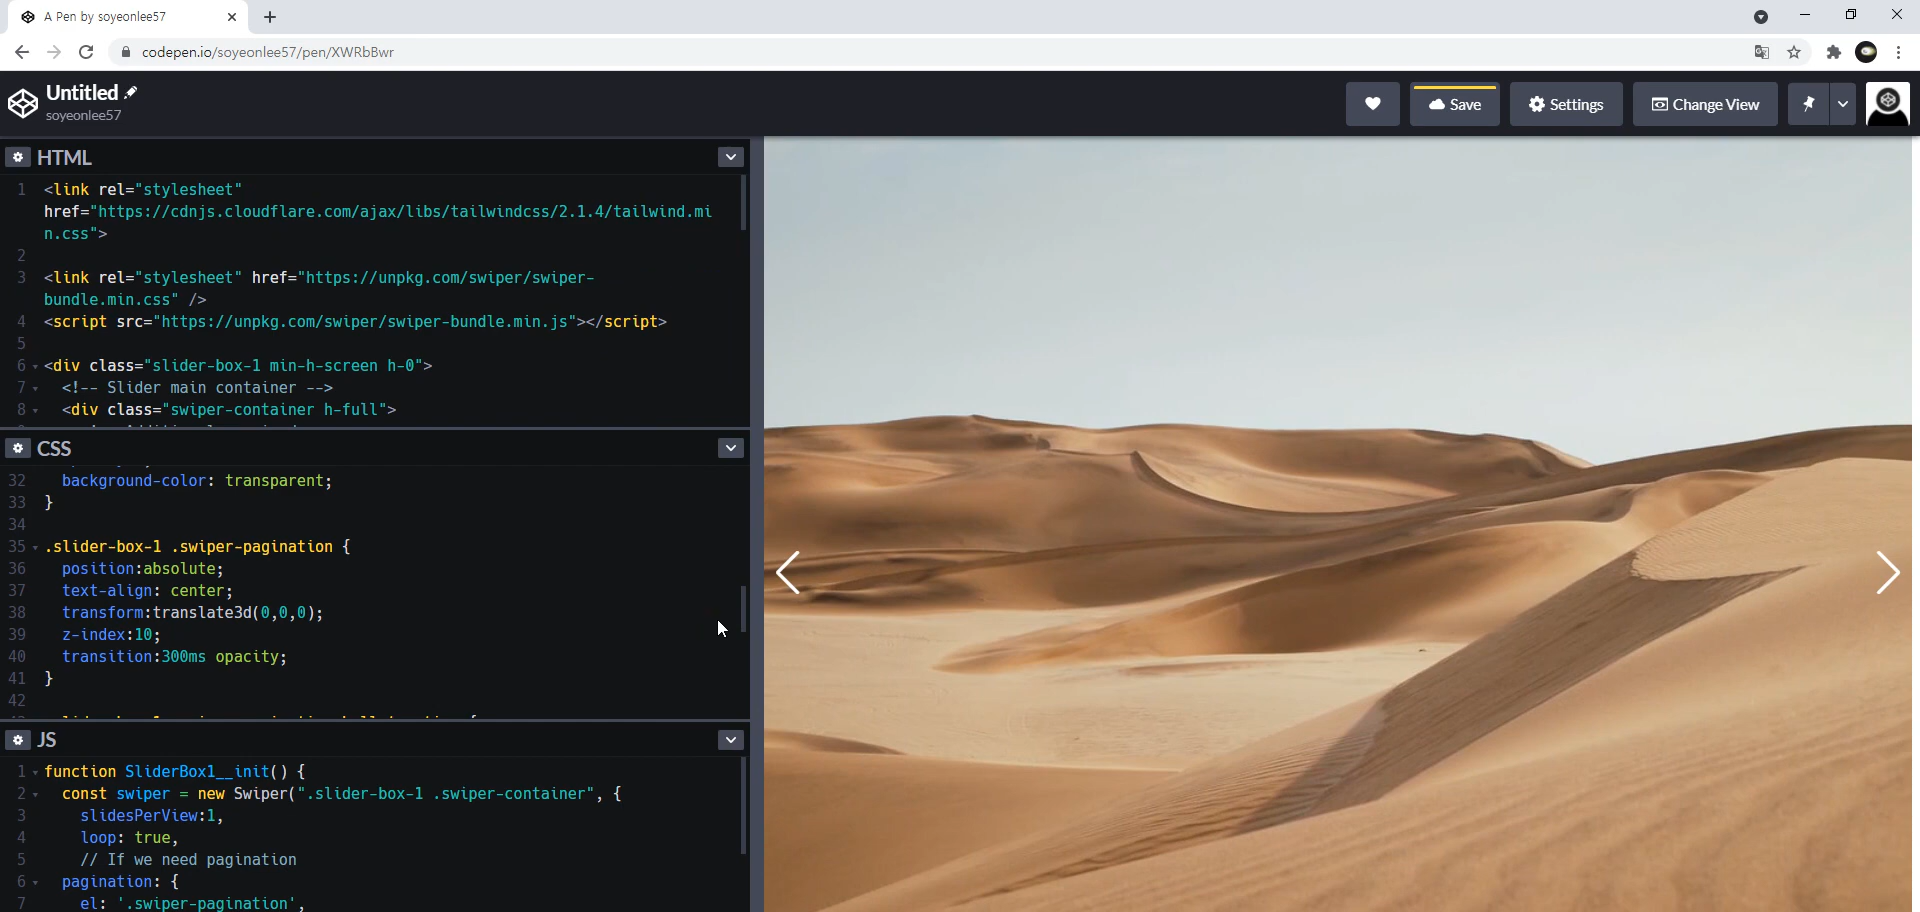 A Pen by soyeonlee57
codepen.io/soyeonlee57/pen/XWRbBwr
Untitled
soyeonlee57
Save
Settings
Change View
HTML
1 <link rel="stylesheet"
href="https://cdnjs.cloudflare.com/ajax/libs/tailwindcss/2.1.4/tailwind.mi
n.css">
2
3 <link rel="stylesheet" href="https://unpkg.com/swiper/swiper-
bundle.min.css" />
4 <script src="https://unpkg.com/swiper/swiper-bundle.min.js"></script>
5
6 <div class="slider-box-1 min-h-screen h-0">
7 <!-- Slider main container -->
8 <div class="swiper-container h-full">
CSS
32 background-color: transparent;
33 }
34
35 .slider-box-1 .swiper-pagination {
36 position:absolute;
37 text-align: center;
38 transform:translate3d(0,0,0);
39 z-index:10;
40 transition:300ms opacity;
41 }
42
JS
1 function SliderBox1__init() {
2 const swiper = new Swiper(".slider-box-1 .swiper-container", {
3 slidesPerView:1,
4 loop: true,
5 // If we need pagination
6 pagination: {
7 el: '.swiper-pagination',